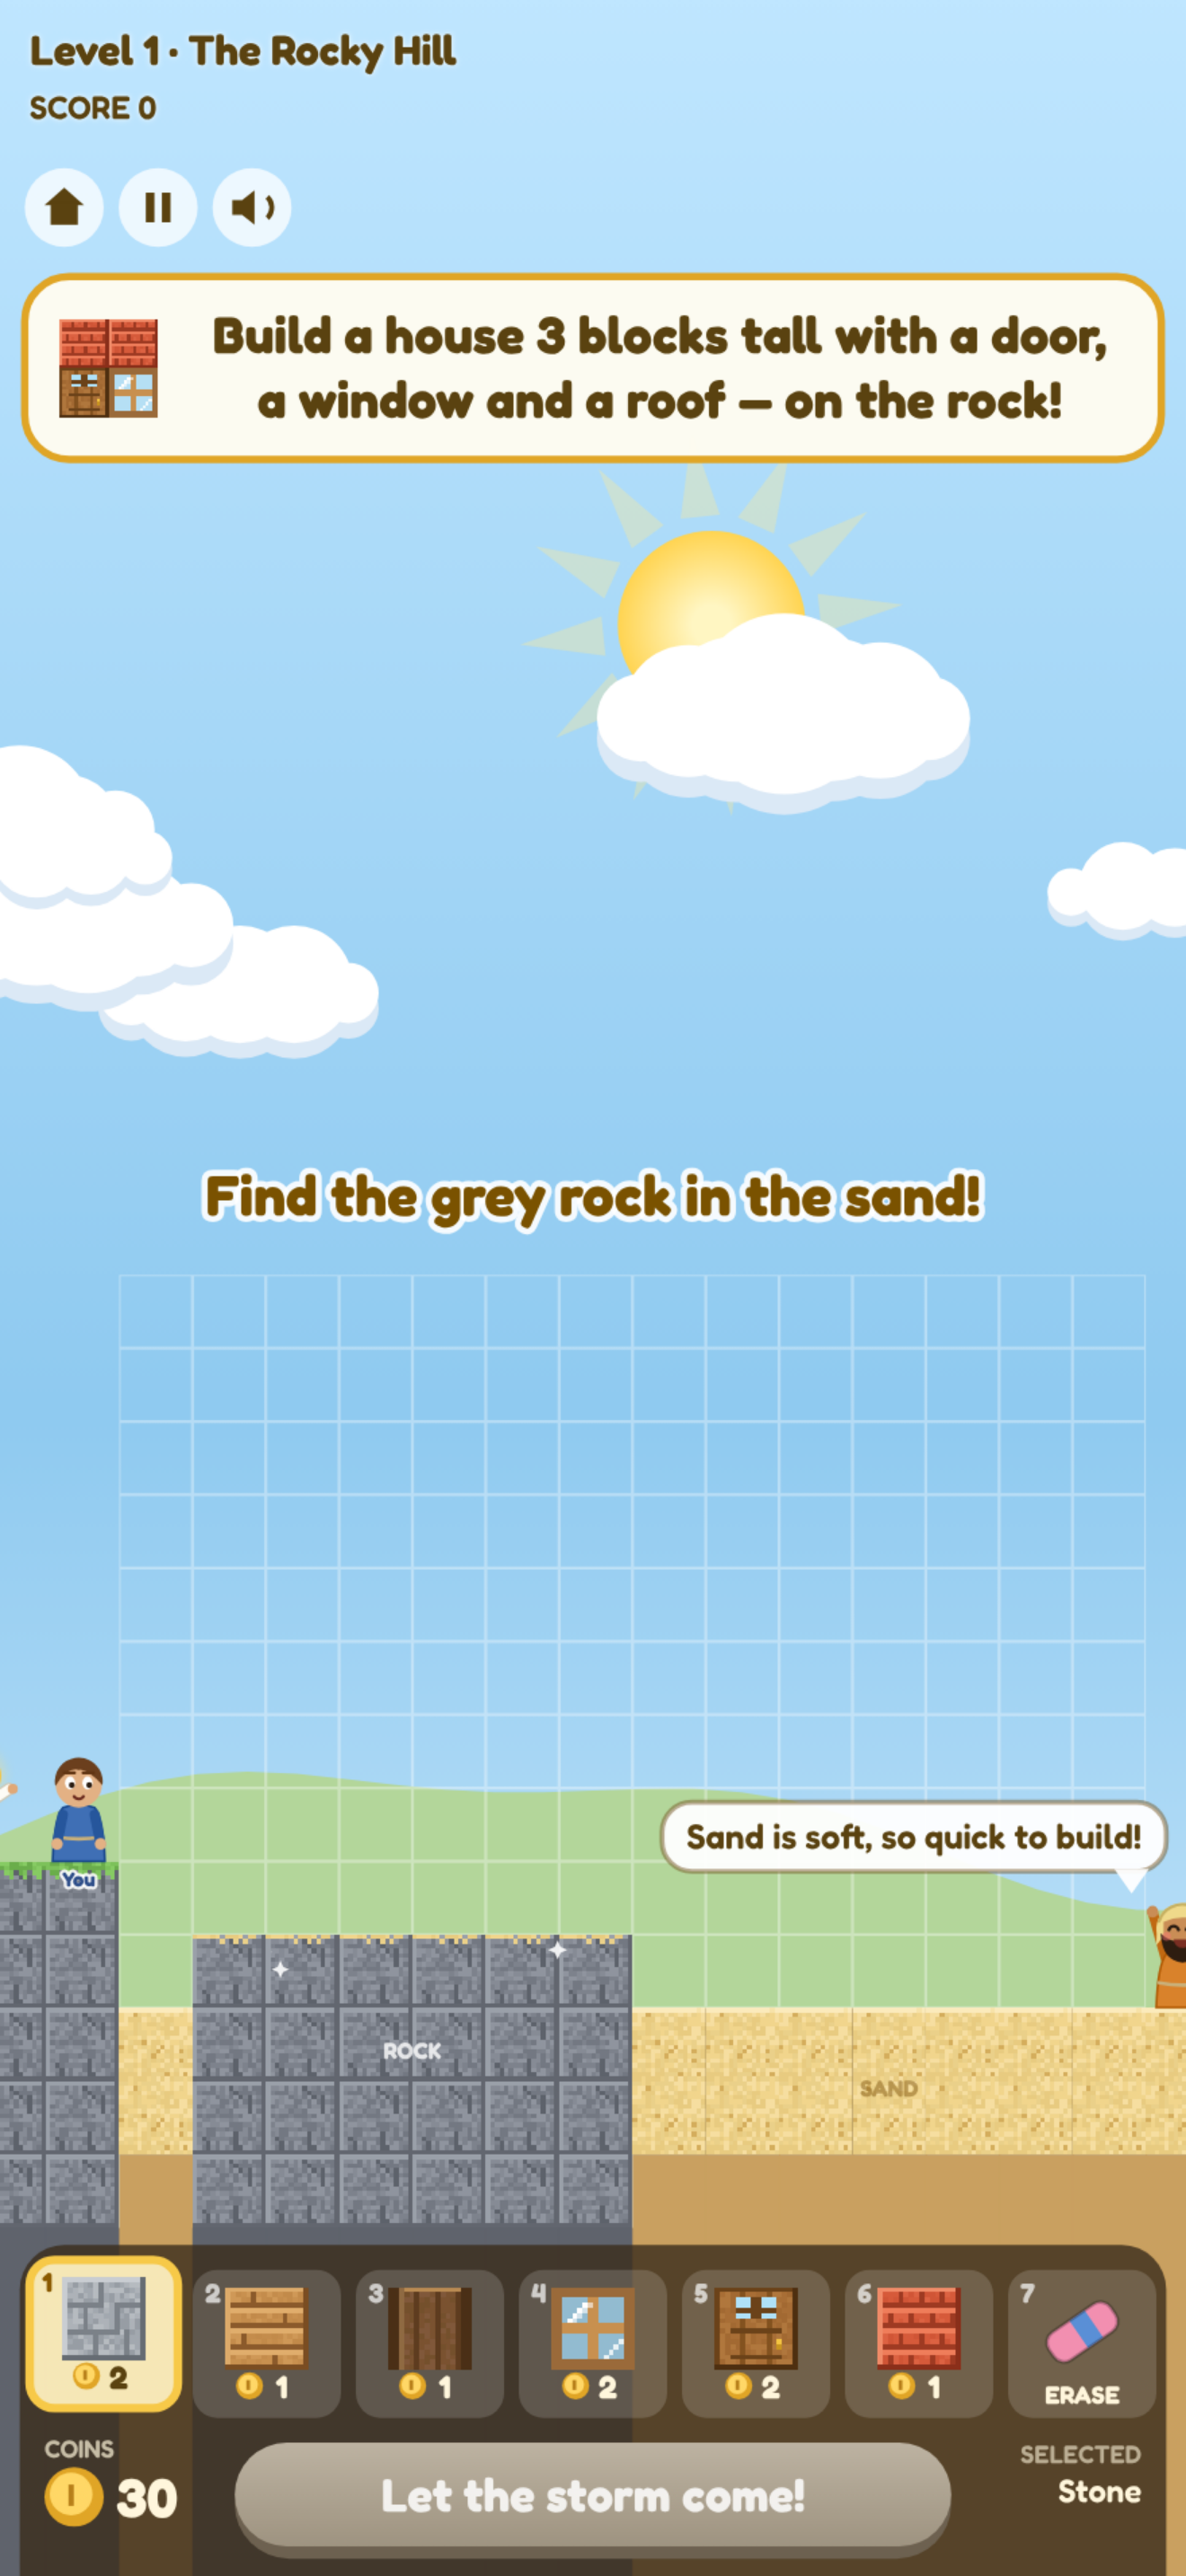 Level 1 · The Rocky Hill
SCORE 0
Build a house 3 blocks tall with a door,
a window and a roof — on the rock!
Find the grey rock in the sand!
Sand is soft, so quick to build!
You
ROCK
SAND
1
2
3
4
5
6
7
2
1
1
2
2
1
ERASE
COINS
30
Let the storm come!
SELECTED
Stone